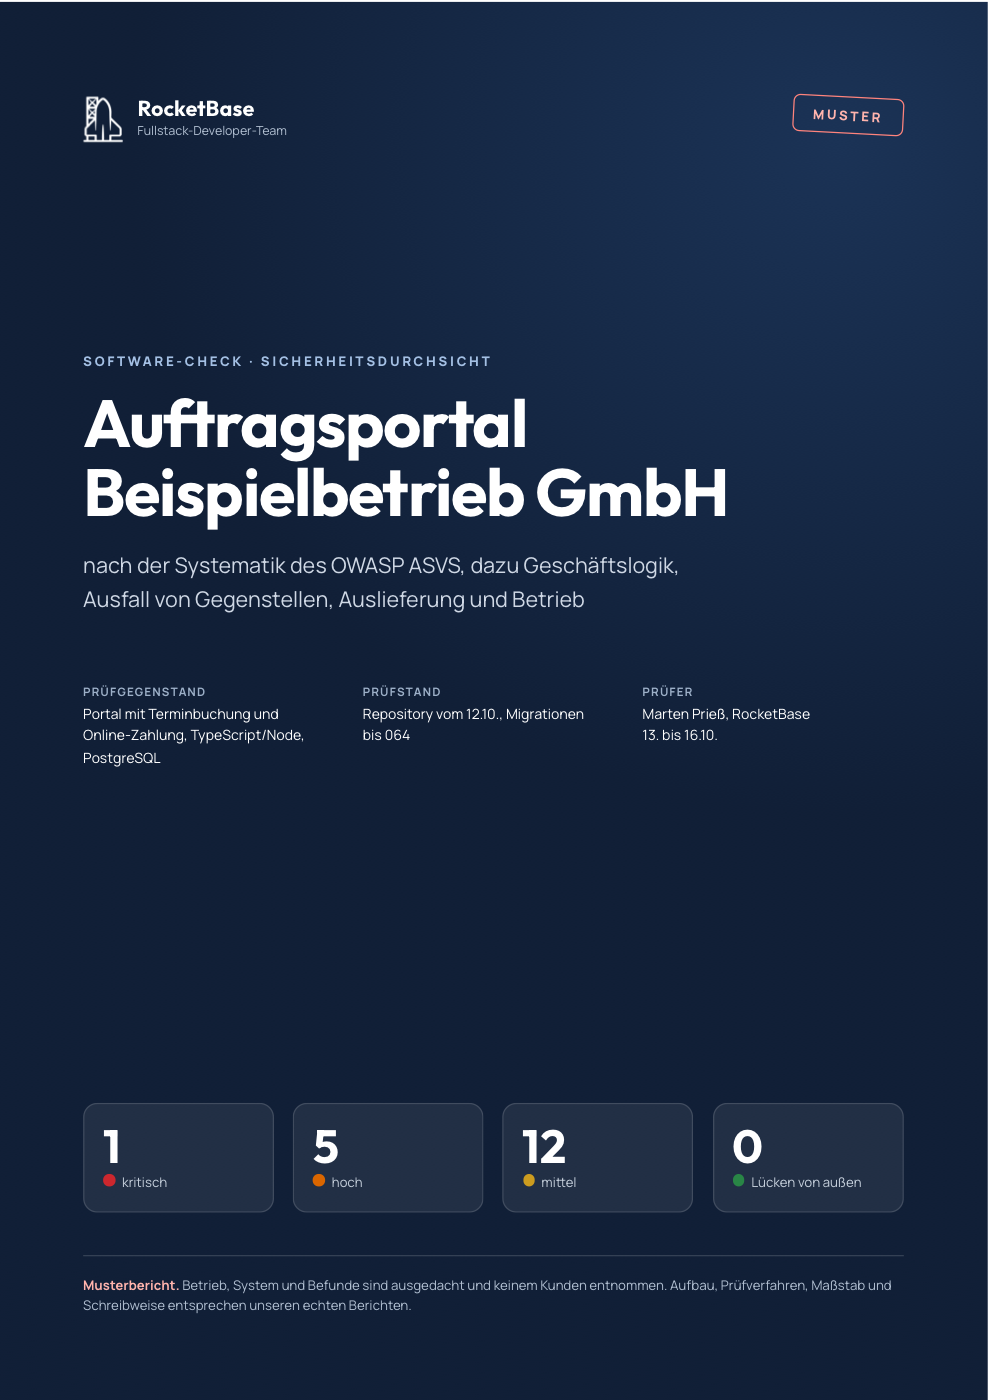 RocketBase
Fullstack-Developer-Team
MUSTER
SOFTWARE-CHECK · SICHERHEITSDURCHSICHT
Auftragsportal
Beispielbetrieb GmbH
nach der Systematik des OWASP ASVS, dazu Geschäftslogik,
Ausfall von Gegenstellen, Auslieferung und Betrieb
PRÜFGEGENSTAND
Portal mit Terminbuchung und
Online-Zahlung, TypeScript/Node,
PostgreSQL
PRÜFSTAND
Repository vom 12.10., Migrationen
bis 064
PRÜFER
Marten Prieß, RocketBase
13. bis 16.10.
1
kritisch
5
hoch
12
mittel
0
Lücken von außen
Musterbericht. Betrieb, System und Befunde sind ausgedacht und keinem Kunden entnommen. Aufbau, Prüfverfahren, Maßstab und
Schreibweise entsprechen unseren echten Berichten.